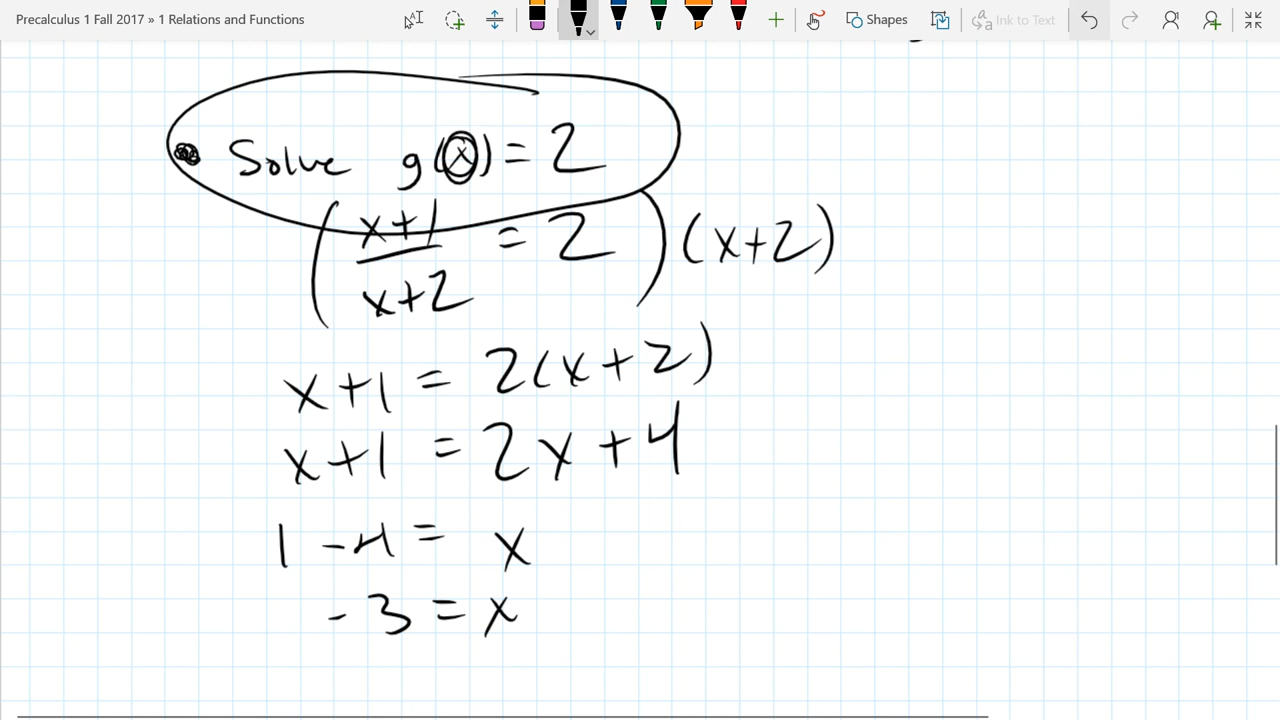 Precalculus 1 Fall 2017 » 1 Relations and Functions Shapes Ink to Text
Solve g(x) = 2
(x+1/x+2 = 2)(x+2)
x+1 = 2(x+2)
x+1 = 2x+4
1 -4 = x
-3 = x